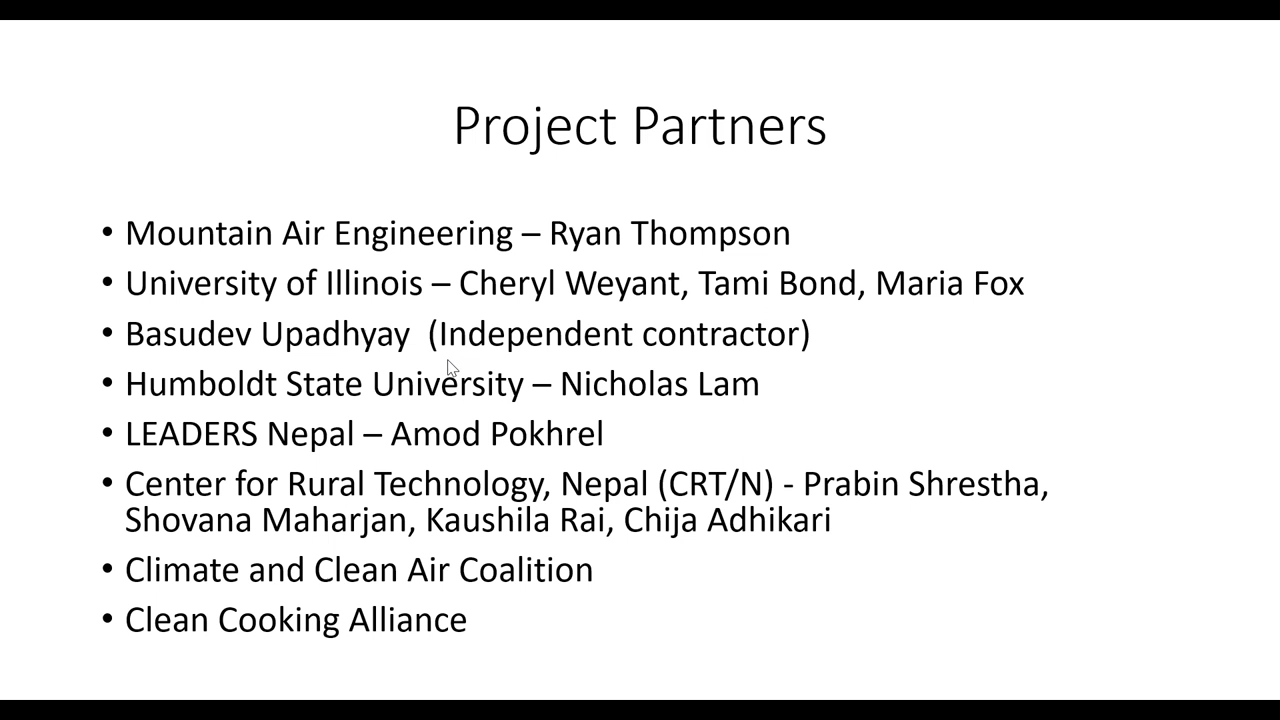 Project Partners
• Mountain Air Engineering – Ryan Thompson
• University of Illinois – Cheryl Weyant, Tami Bond, Maria Fox
• Basudev Upadhyay  (Independent contractor)
• Humboldt State University – Nicholas Lam
• LEADERS Nepal – Amod Pokhrel
• Center for Rural Technology, Nepal (CRT/N) - Prabin Shrestha,
Shovana Maharjan, Kaushila Rai, Chija Adhikari
• Climate and Clean Air Coalition
• Clean Cooking Alliance